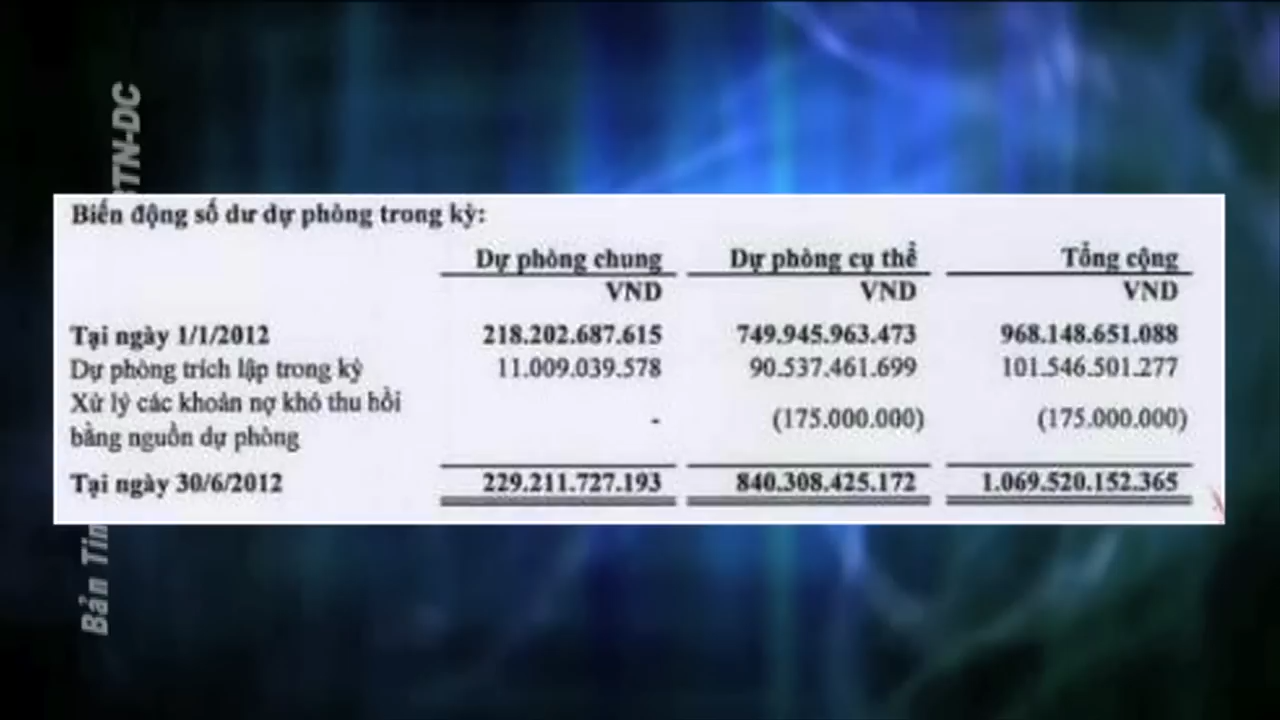 Biến động số dư dự phòng trong kỳ:
Dự phòng chung Dự phòng cụ thể Tổng cộng
VND VND VND
Tại ngày 1/1/2012 218.202.687.615 749.945.963.473 968.148.651.088
Dự phòng trích lập trong kỳ 11.009.039.578 90.537.461.699 101.546.501.277
Xử lý các khoản nợ khó thu hồi
bằng nguồn dự phòng - (175.000.000) (175.000.000)
Tại ngày 30/6/2012 229.211.727.193 840.308.425.172 1.069.520.152.365
Bản Tin